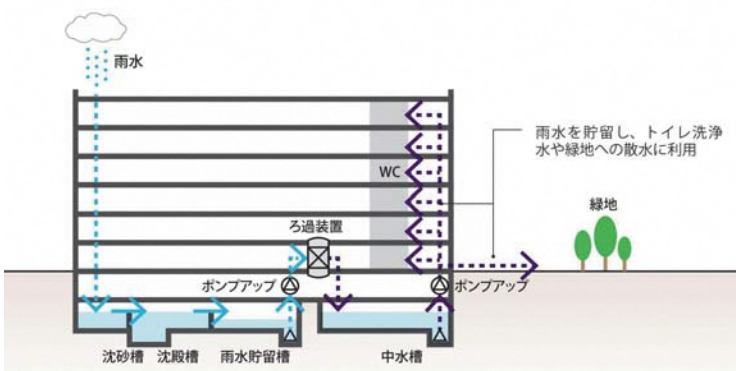 雨水
雨水を貯留し、トイレ洗浄
水や緑地への散水に利用
WC
緑地
ろ過装置
ポンプアップ
ポンプアップ
沈砂槽
沈殿槽
雨水貯留槽
中水槽